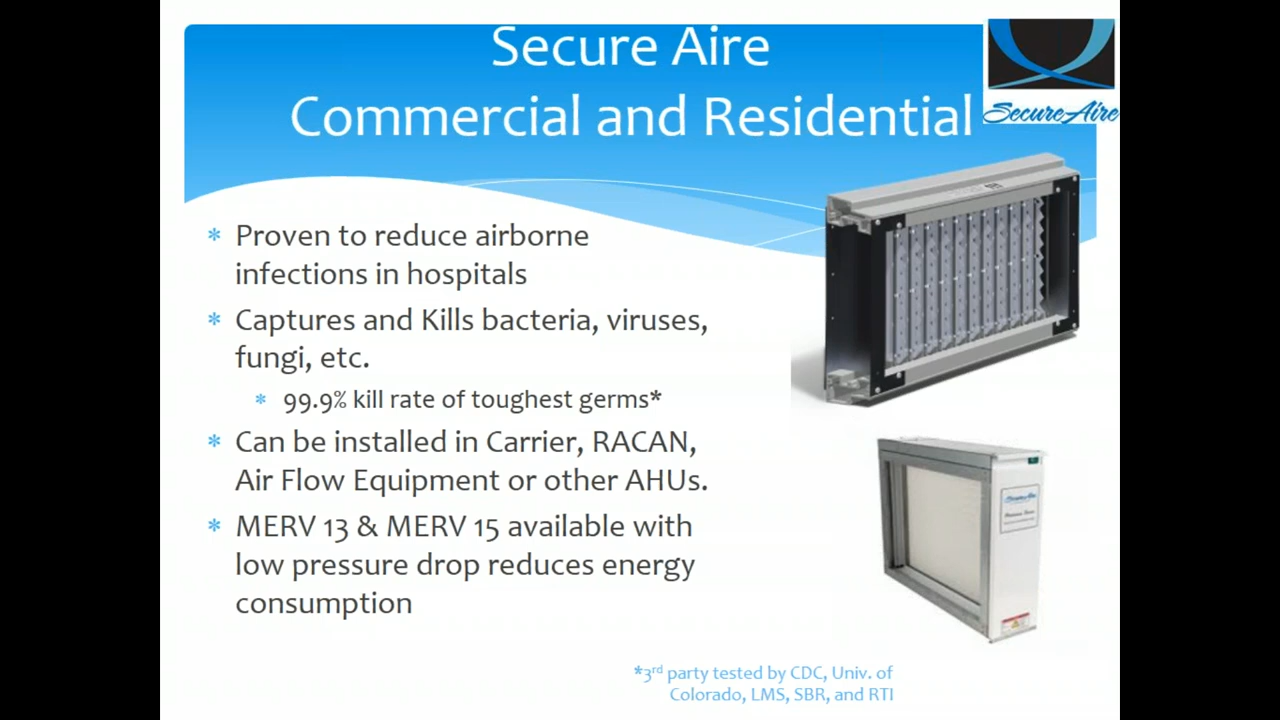 Secure Aire
Commercial and Residential
SecureAire
* Proven to reduce airborne
infections in hospitals
* Captures and Kills bacteria, viruses,
fungi, etc.
* 99.9% kill rate of toughest germs*
* Can be installed in Carrier, RACAN,
Air Flow Equipment or other AHUs.
* MERV 13 & MERV 15 available with
low pressure drop reduces energy
consumption
SecureAire
*3rd party tested by CDC, Univ. of
Colorado, LMS, SBR, and RTI